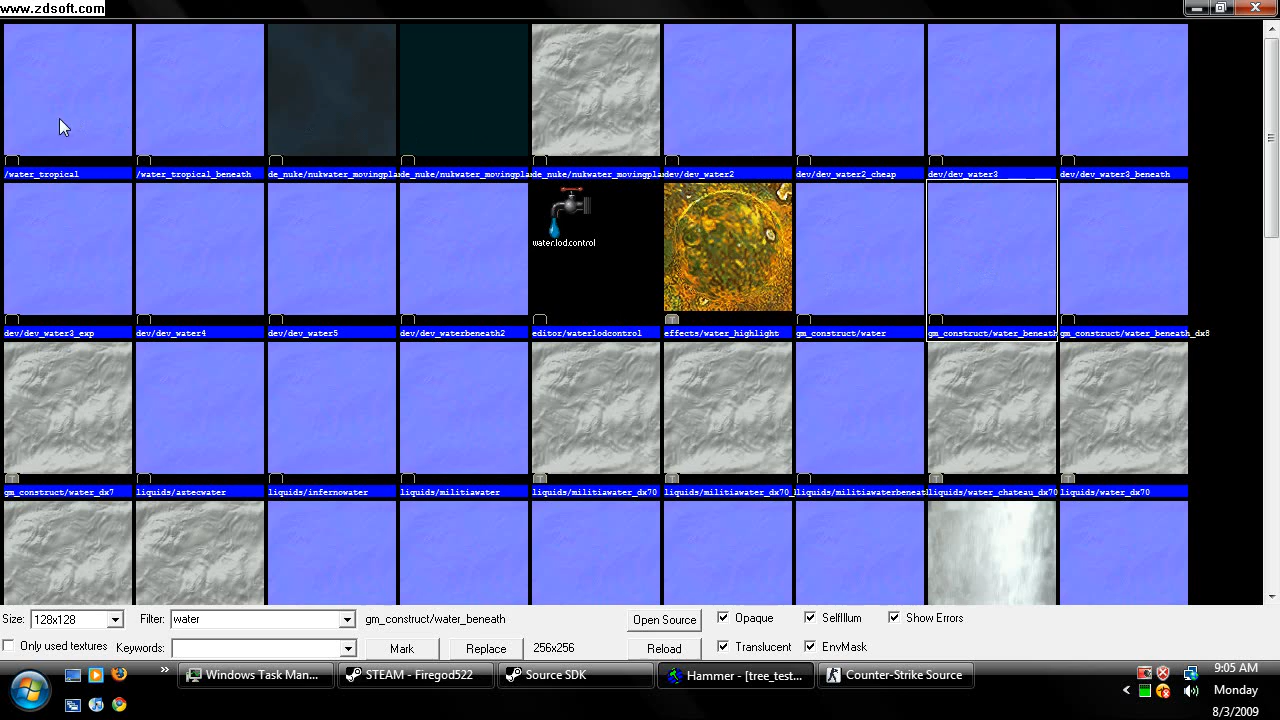 www.zdsoft.com
/water_tropical
/water_tropical_beneath
de_nuke/nukwater_movingpla
de_nuke/nukwater_movingpla
de_nuke/nukwater_movingpla
dev/dev_water2
dev/dev_water2_cheap
dev/dev_water3
dev/dev_water3_beneath
water.lod.control
dev/dev_water3_exp
dev/dev_water4
dev/dev_water5
dev/dev_waterbeneath2
editor/waterlodcontrol
effects/water_highlight
gm_construct/water
gm_construct/water_beneath
gm_construct/water_beneath_dx8
gm_construct/water_dx7
liquids/aztecwater
liquids/infernowater
liquids/militiawater
liquids/militiawater_dx70
liquids/militiawater_dx70_
liquids/militiawaterbeneat
liquids/water_chateau_dx70
liquids/water_dx70
Size: 128x128 Filter: water gm_construct/water_beneath Open Source Opaque SelfIllum Show Errors
Only used textures Keywords: Mark Replace 256x256 Reload Translucent EnvMask
» Windows Task Man... STEAM - Firegod522 Source SDK Hammer - [tree_test... Counter-Strike Source
9:05 AM
Monday
8/3/2009